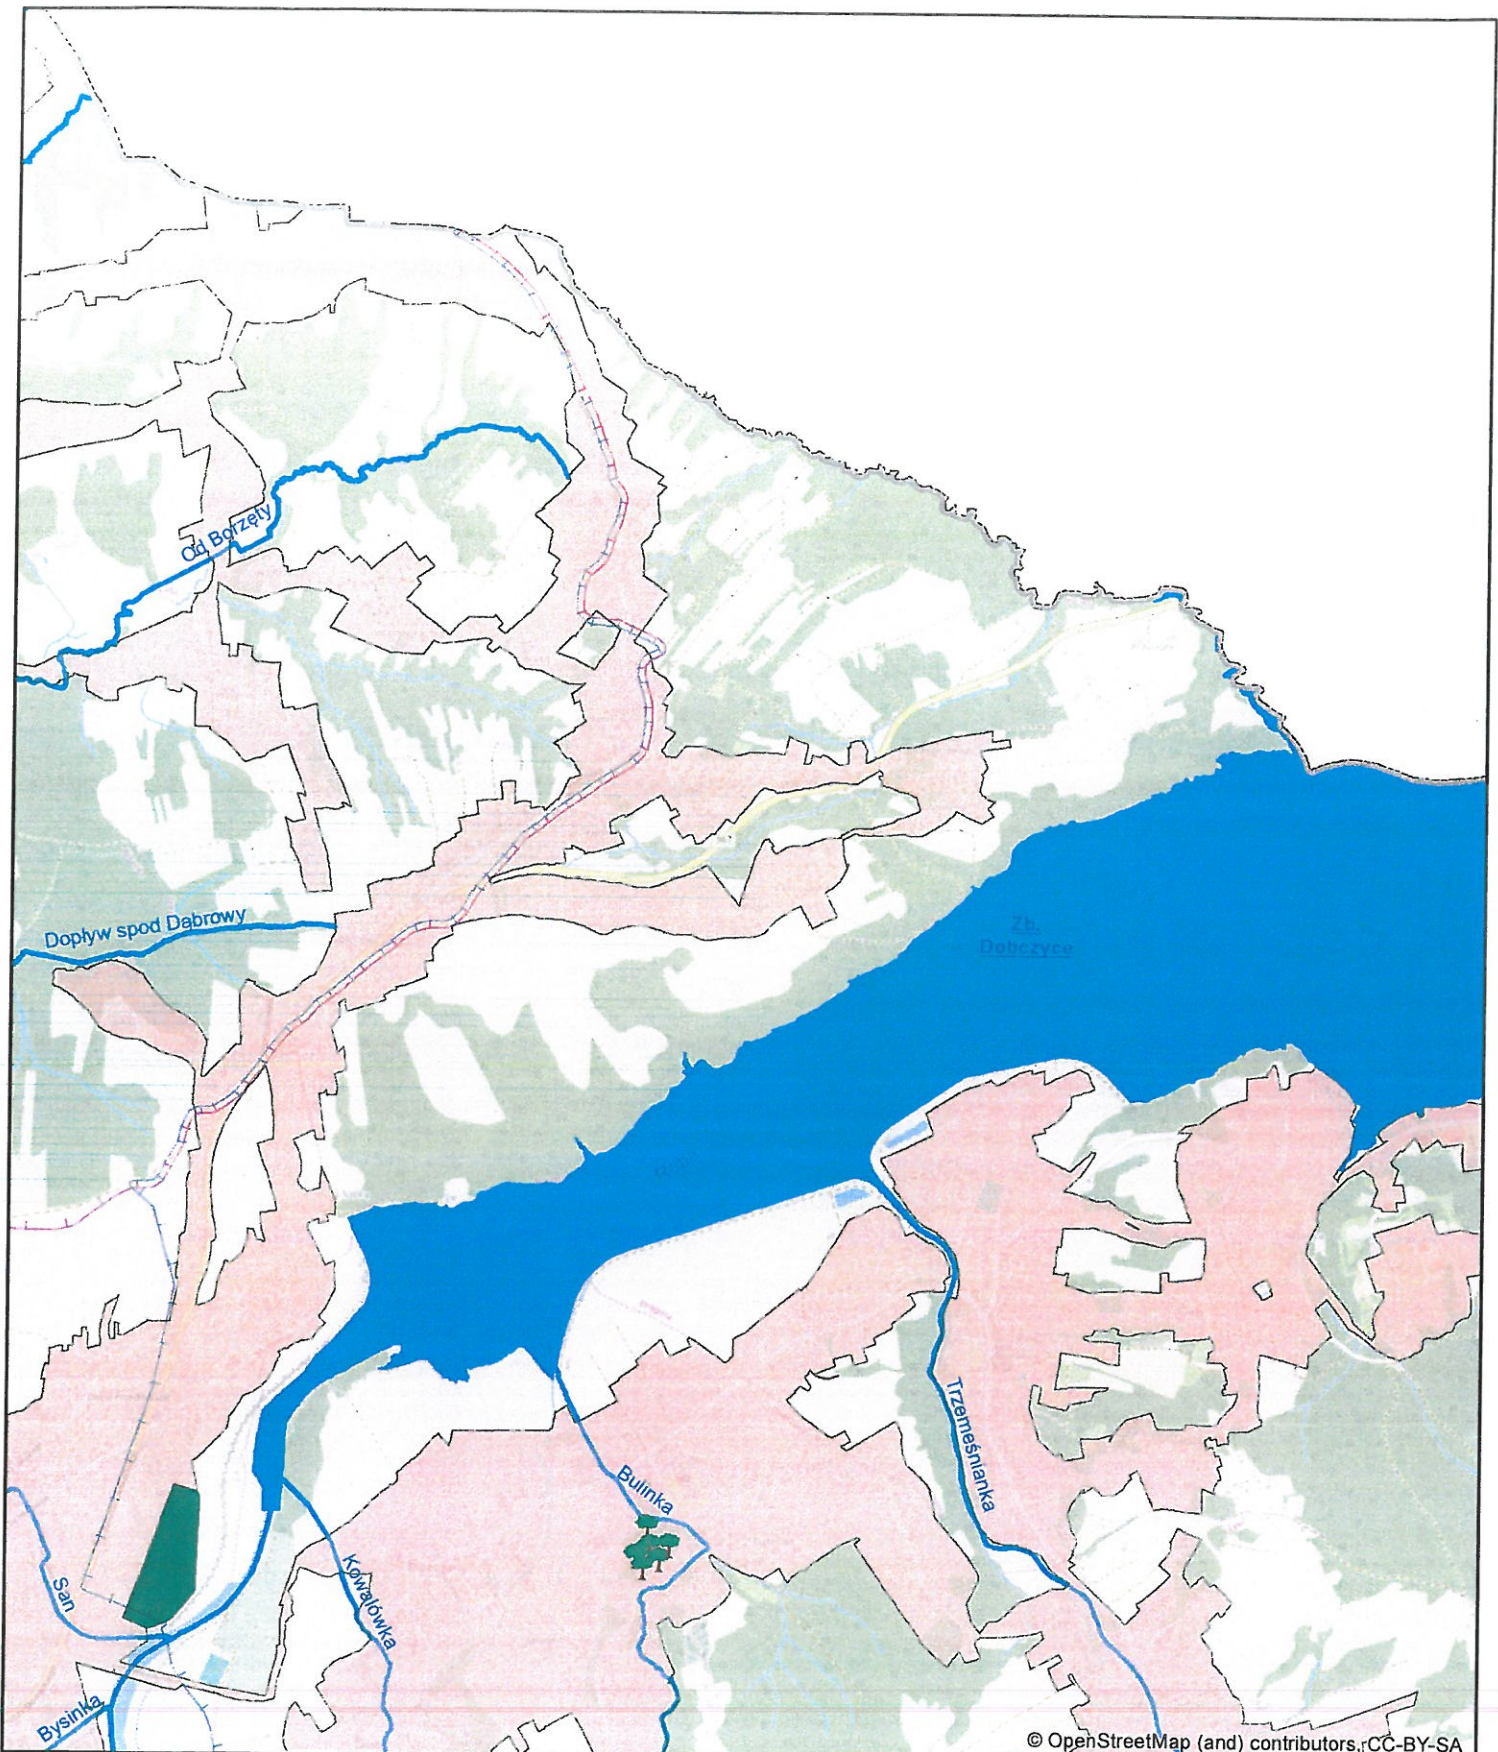 Od Borzęty
Dopływ spod Dąbrowy
Zb.
Dobczyce
Trzemeśnianka
Bulinka
Kowalówka
San
Bysinka
© OpenStreetMap (and) contributors, CC-BY-SA